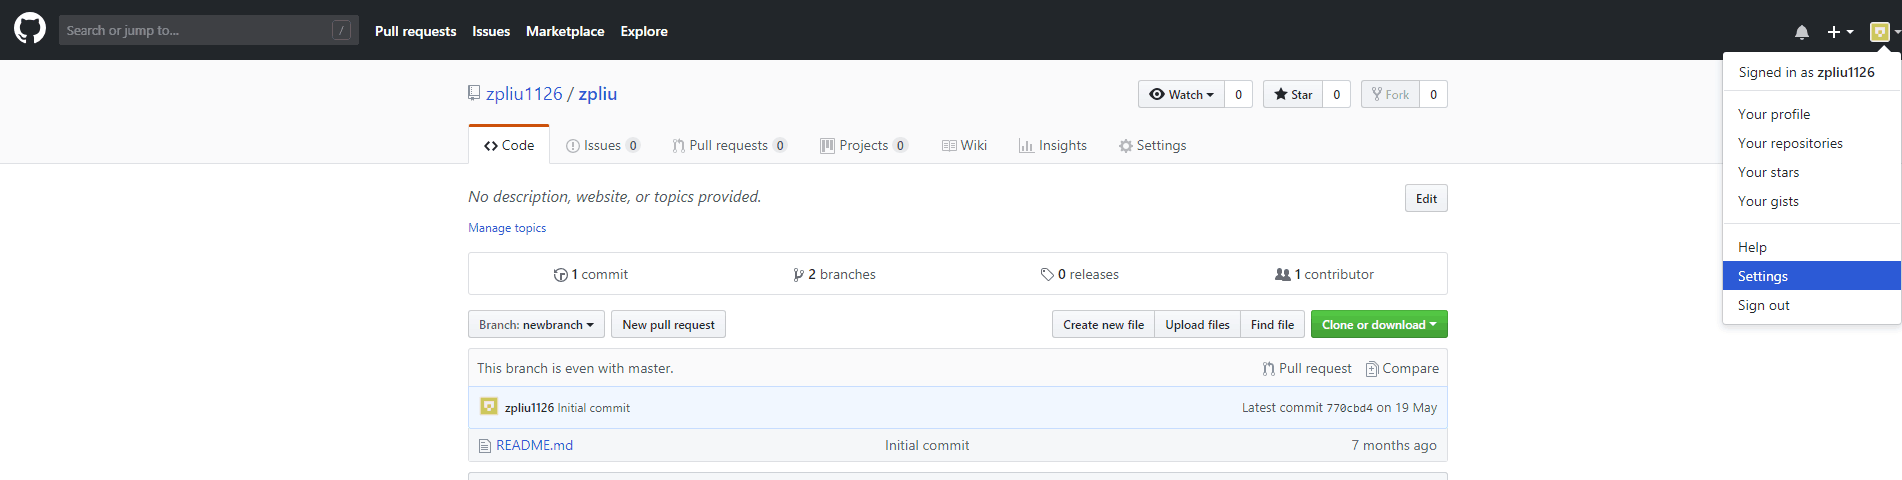 Search or jump to... / Pull requests Issues Marketplace Explore
Signed in as zpliu1126
Your profile
Your repositories
Your stars
Your gists
Help
Settings
Sign out
zpliu1126 / zpliu Watch 0 Star 0 Fork 0
Code Issues 0 Pull requests 0 Projects 0 Wiki Insights Settings
No description, website, or topics provided. Edit
Manage topics
1 commit 2 branches 0 releases 1 contributor
Branch: newbranch New pull request Create new file Upload files Find file Clone or download
This branch is even with master. Pull request Compare
zpliu1126 Initial commit Latest commit 770cbd4 on 19 May
README.md Initial commit 7 months ago